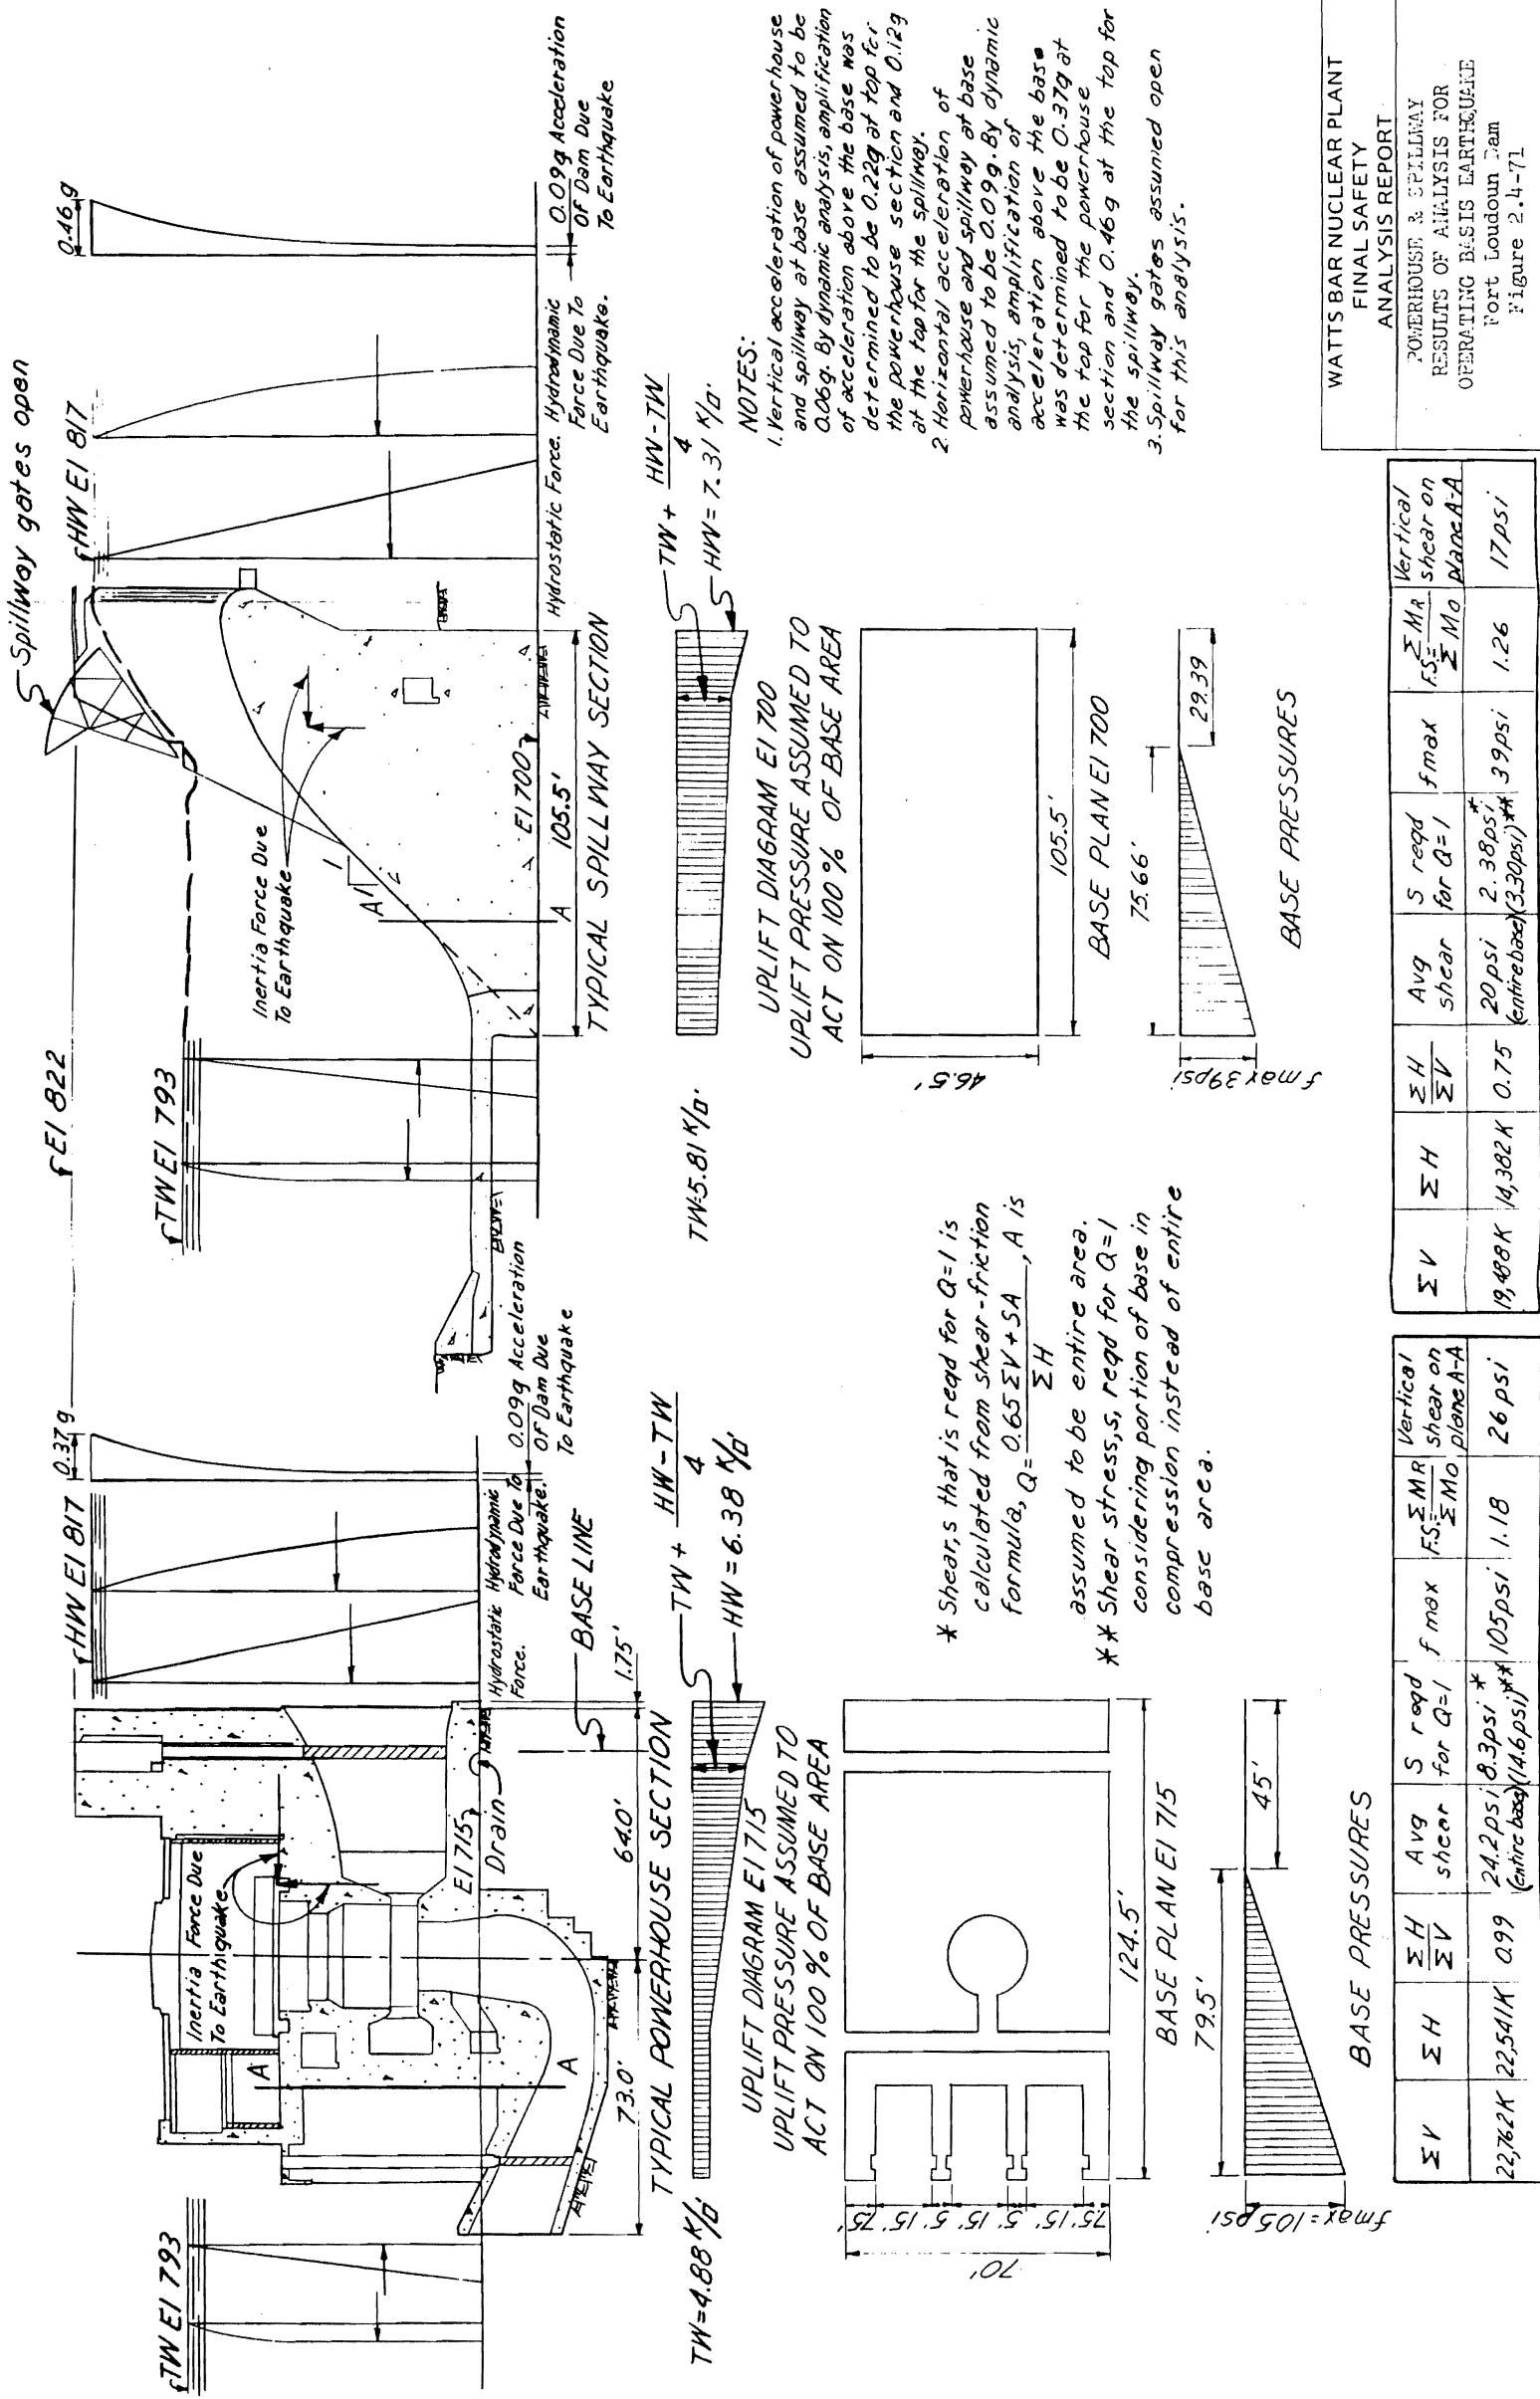 Spillway gates open
El 822
HW El 817
TW El 793
0.46g
0.09g Acceleration
Of Dam Due
To Earthquake
Hydrostatic Force.
Hydrodynamic
Force Due To
Earthquake.
Inertia Force Due
To Earthquake
A'
A
El 700
105.5'
TYPICAL SPILLWAY SECTION
TW=5.81 K/□'
TW + HW-TW
4
HW = 7.31 K/□'
UPLIFT DIAGRAM El 700
UPLIFT PRESSURE ASSUMED TO
ACT ON 100 % OF BASE AREA
46.5'
105.5'
BASE PLAN El 700
75.66'
29.39
f max 39psi
BASE PRESSURES
NOTES:
1. Vertical acceleration of powerhouse
and spillway at base assumed to be
0.06g. By dynamic analysis, amplification
of acceleration above the base was
determined to be 0.22g at top for
the powerhouse section and 0.12g
at the top for the spillway.
2. Horizontal acceleration of
powerhouse and spillway at base
assumed to be 0.09g. By dynamic
analysis, amplification of
acceleration above the base
was determined to be 0.37g at
the top for the powerhouse
section and 0.46g at the top for
the spillway.
3. Spillway gates assumed open
for this analysis.
TW El 793
HW El 817
0.37g
0.09g Acceleration
Of Dam Due
To Earthquake
Hydrostatic
Force.
Hydrodynamic
Force Due To
Earthquake.
Inertia Force Due
To Earthquake
A
A
El 715
Drain
BASE LINE
73.0'
64.0'
1.75'
TYPICAL POWERHOUSE SECTION
TW=4.88 K/□'
TW + HW-TW
4
HW = 6.38 K/□'
UPLIFT DIAGRAM El 715
UPLIFT PRESSURE ASSUMED TO
ACT ON 100 % OF BASE AREA
70'
7.5' 15' 5' 15' 5' 15' 7.5'
124.5'
BASE PLAN El 715
79.5'
45'
f max=105psi
BASE PRESSURES
* Shear, s that is reqd for Q=1 is
calculated from shear-friction
formula, Q= 0.65ΣV + SA , A is
ΣH
assumed to be entire area.
** Shear stress, s, reqd for Q=1
considering portion of base in
compression instead of entire
base area.
ΣV ΣH ΣH/ΣV Avg shear S reqd for Q=1 f max F.S.= ΣMR/ΣMo Vertical shear on plane A-A
22,762K 22,541K 0.99 24.2psi 8.3psi* 105psi 1.18 26 psi
(entire base) (14.6psi)**
ΣV ΣH ΣH/ΣV Avg shear S reqd for Q=1 fmax F.S.= ΣMR/ΣMo Vertical shear on plane A-A
19,488K 14,382K 0.75 20psi 2.38psi* 39psi 1.26 17psi
(entire base) (3.30psi)**
WATTS BAR NUCLEAR PLANT
FINAL SAFETY
ANALYSIS REPORT
POWERHOUSE & SPILLWAY
RESULTS OF ANALYSIS FOR
OPERATING BASIS EARTHQUAKE
Fort Loudoun Dam
Figure 2.4-71